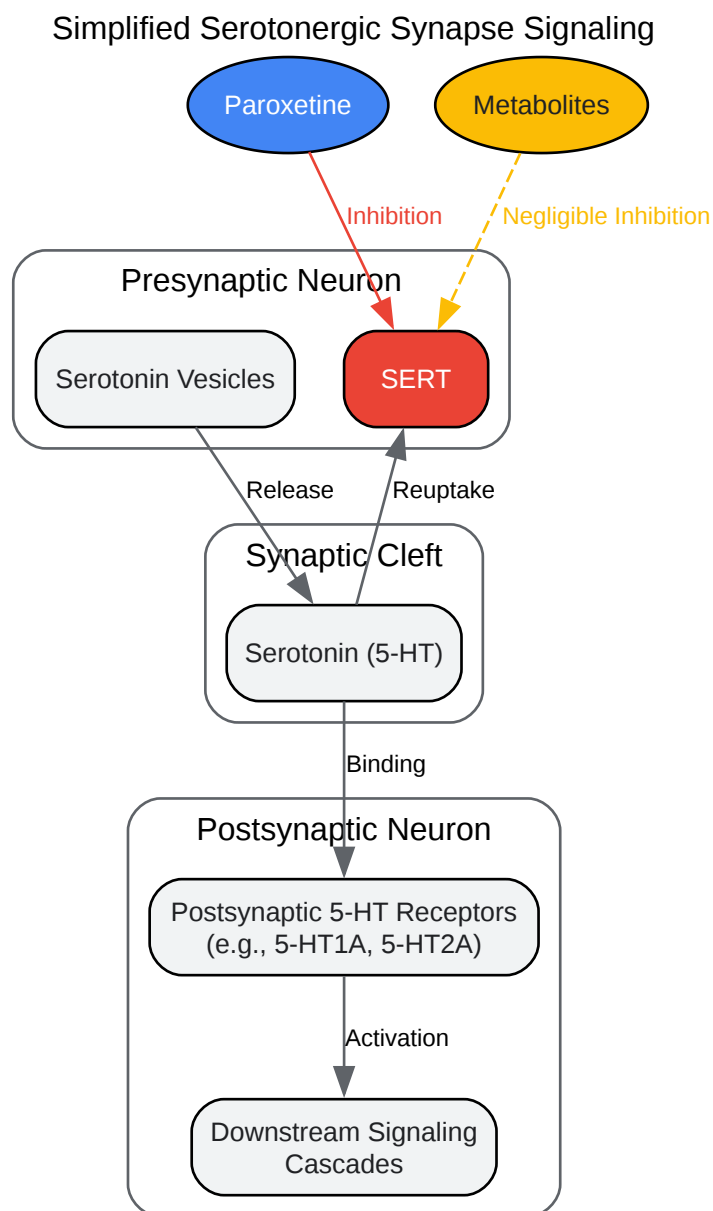 Simplified Serotonergic Synapse Signaling
Paroxetine
Metabolites
Inhibition
Negligible Inhibition
Presynaptic Neuron
Serotonin Vesicles
SERT
Release
Reuptake
Synaptic Cleft
Serotonin (5-HT)
Binding
Postsynaptic Neuron
Postsynaptic 5-HT Receptors
(e.g., 5-HT1A, 5-HT2A)
Activation
Downstream Signaling
Cascades